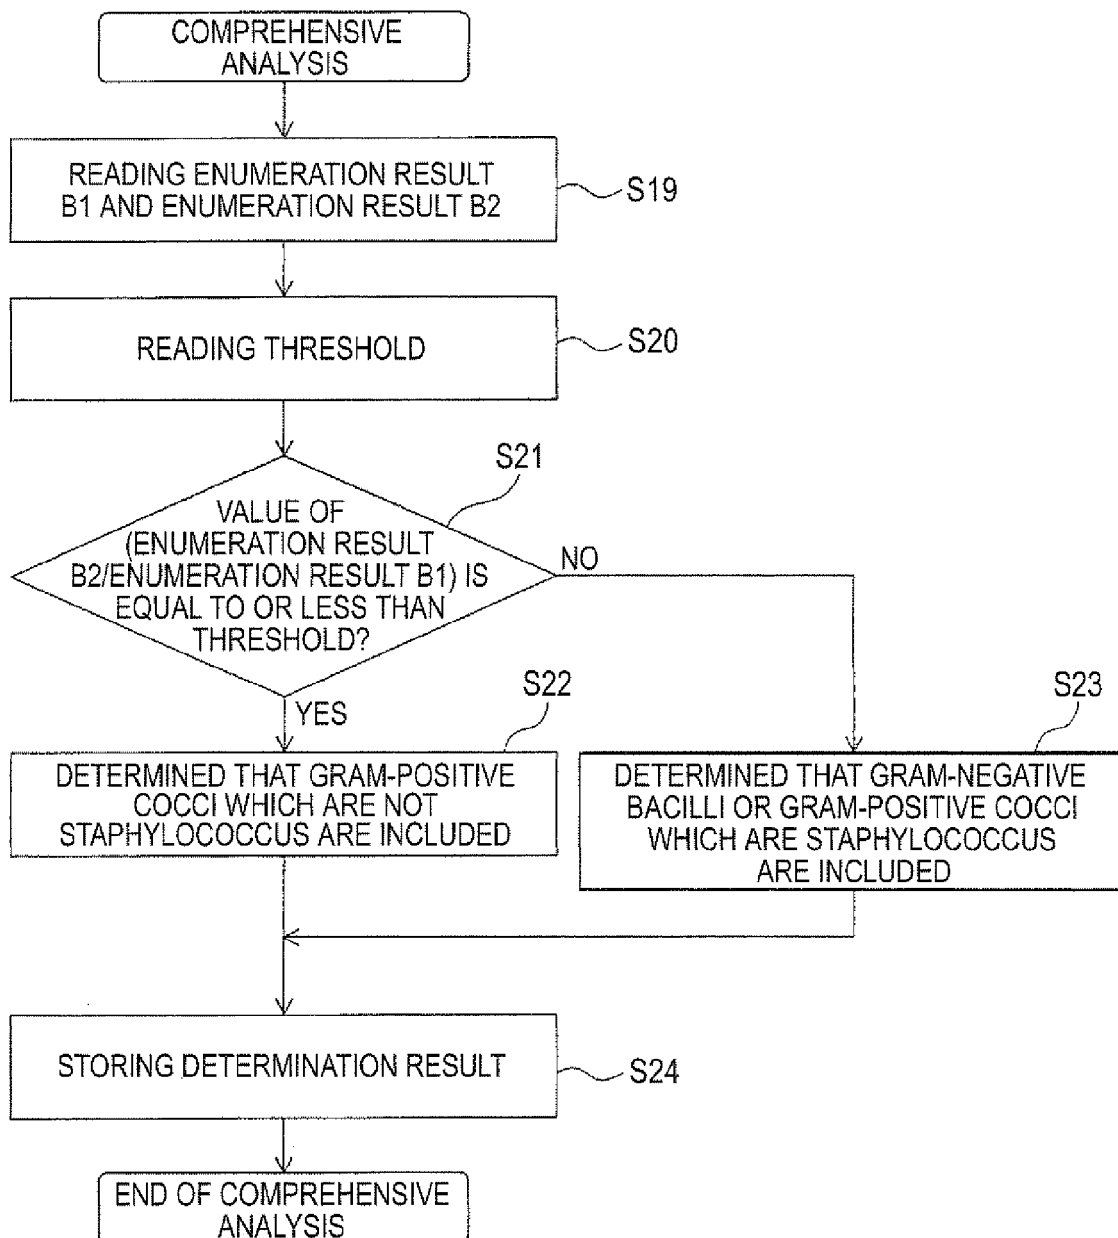 COMPREHENSIVE
ANALYSIS
READING ENUMERATION RESULT
B1 AND ENUMERATION RESULT B2
S19
READING THRESHOLD
S20
S21
VALUE OF
(ENUMERATION RESULT
B2/ENUMERATION RESULT B1) IS
EQUAL TO OR LESS THAN
THRESHOLD?
NO
YES
S22
S23
DETERMINED THAT GRAM-POSITIVE
COCCI WHICH ARE NOT
STAPHYLOCOCCUS ARE INCLUDED
DETERMINED THAT GRAM-NEGATIVE
BACILLI OR GRAM-POSITIVE COCCI
WHICH ARE STAPHYLOCOCCUS
ARE INCLUDED
STORING DETERMINATION RESULT
S24
END OF COMPREHENSIVE
ANALYSIS